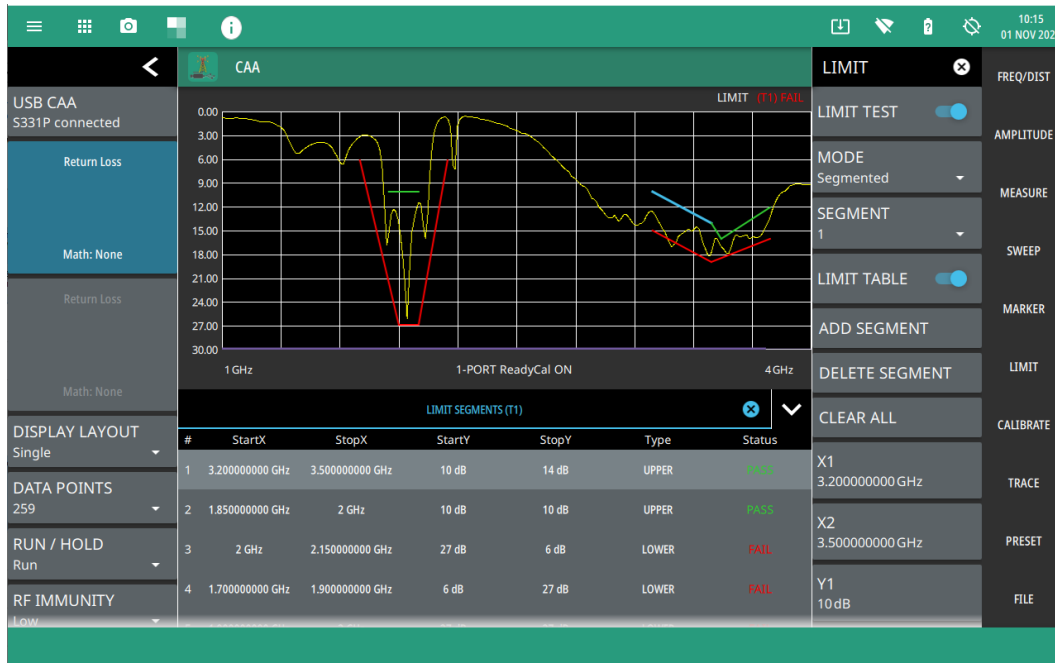 10:15
01 NOV 202
CAA
LIMIT
FREQ/DIST
USB CAA
S331P connected
Return Loss
Math: None
Return Loss
Math: None
DISPLAY LAYOUT
Single
DATA POINTS
259
RUN / HOLD
Run
RF IMMUNITY
Low
LIMIT (T1) FAIL
0.00
3.00
6.00
9.00
12.00
15.00
18.00
21.00
24.00
27.00
30.00
1 GHz 1-PORT ReadyCal ON 4 GHz
LIMIT SEGMENTS (T1)
# StartX StopX StartY StopY Type Status
1 3.200000000 GHz 3.500000000 GHz 10 dB 14 dB UPPER PASS
2 1.850000000 GHz 2 GHz 10 dB 10 dB UPPER PASS
3 2 GHz 2.150000000 GHz 27 dB 6 dB LOWER FAIL
4 1.700000000 GHz 1.900000000 GHz 6 dB 27 dB LOWER FAIL
LIMIT TEST
MODE
Segmented
SEGMENT
1
LIMIT TABLE
ADD SEGMENT
DELETE SEGMENT
CLEAR ALL
X1
3.200000000 GHz
X2
3.500000000 GHz
Y1
10 dB
AMPLITUDE
MEASURE
SWEEP
MARKER
LIMIT
CALIBRATE
TRACE
PRESET
FILE